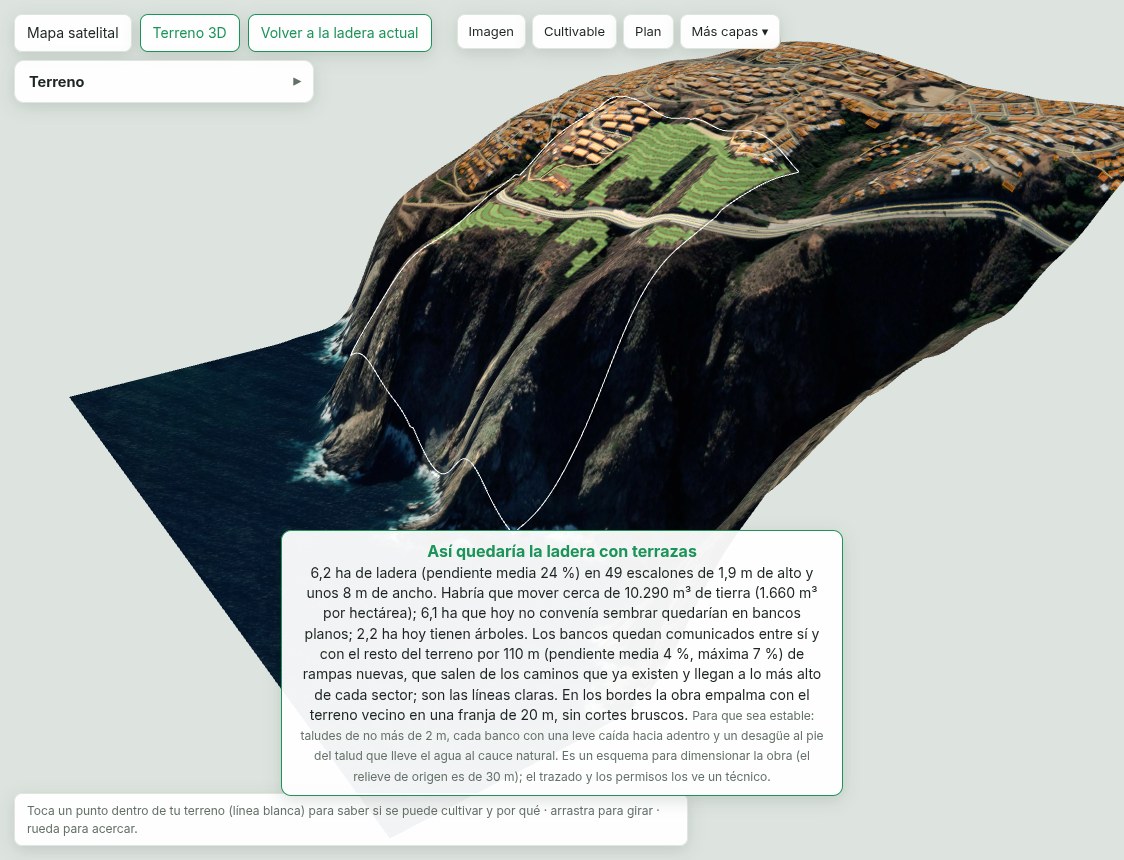 Mapa satelital
Terreno 3D
Volver a la ladera actual
Imagen
Cultivable
Plan
Más capas ▾
Terreno ▸
Así quedaría la ladera con terrazas
6,2 ha de ladera (pendiente media 24 %) en 49 escalones de 1,9 m de alto y
unos 8 m de ancho. Habría que mover cerca de 10.290 m³ de tierra (1.660 m³
por hectárea); 6,1 ha que hoy no convenía sembrar quedarían en bancos
planos; 2,2 ha hoy tienen árboles. Los bancos quedan comunicados entre sí y
con el resto del terreno por 110 m (pendiente media 4 %, máxima 7 %) de
rampas nuevas, que salen de los caminos que ya existen y llegan a lo más alto
de cada sector; son las líneas claras. En los bordes la obra empalma con el
terreno vecino en una franja de 20 m, sin cortes bruscos. Para que sea estable:
taludes de no más de 2 m, cada banco con una leve caída hacia adentro y un desagüe al pie
del talud que lleve el agua al cauce natural. Es un esquema para dimensionar la obra (el
relieve de origen es de 30 m); el trazado y los permisos los ve un técnico.
Toca un punto dentro de tu terreno (línea blanca) para saber si se puede cultivar y por qué · arrastra para girar ·
rueda para acercar.